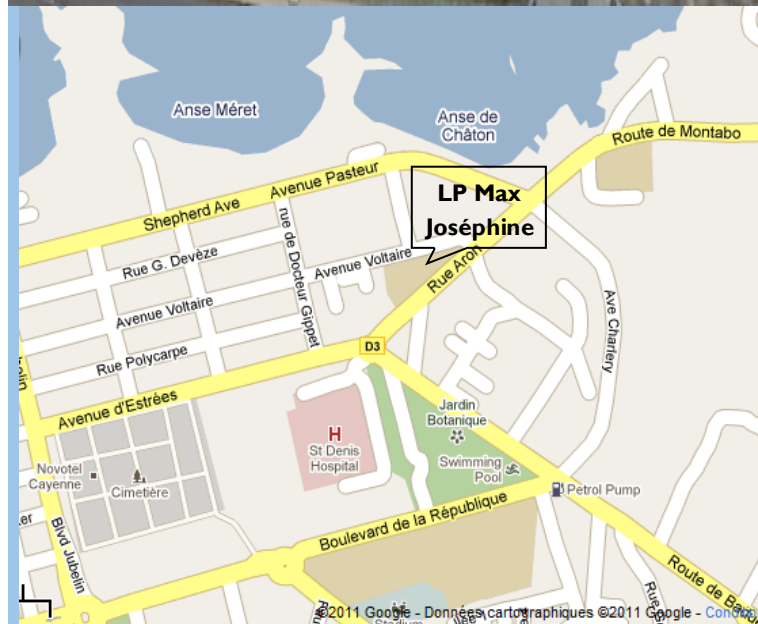 Anse Méret
Anse de
Châton
Route de Montabo
Avenue Pasteur
Shepherd Ave
LP Max
Joséphine
rue de Docteur Gippet
Rue G. Devèze
Avenue Voltaire
Rue Aron
Avenue Voltaire
Ave Charlery
Rue Polycarpe
D3
Avenue d'Estrées
Jardin
Botanique
H
St Denis
Hospital
Novotel
Cayenne
Cimetière
Swimming
Pool
Petrol Pump
Boulevard de la République
Blvd Jubelin
Route de
Stadium
©2011 Google - Données cartographiques ©2011 Google -